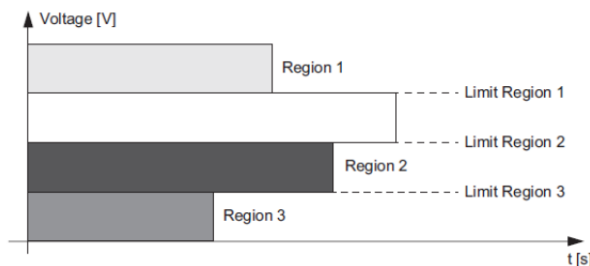 Voltage [V]
Region 1
Limit Region 1
Limit Region 2
Region 2
Limit Region 3
Region 3
t [s]